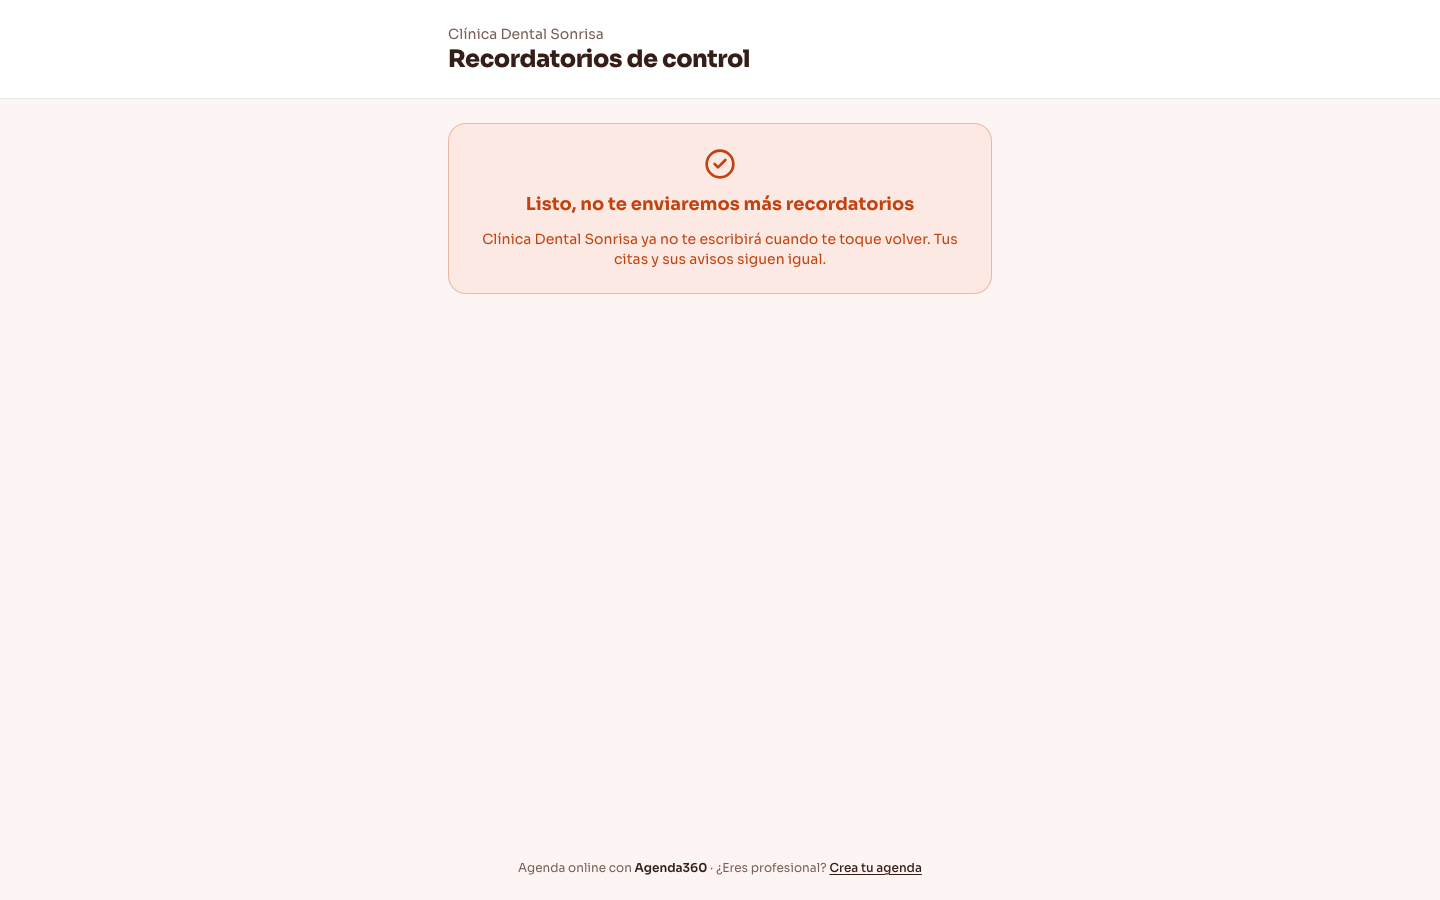 Clínica Dental Sonrisa
Recordatorios de control
Listo, no te enviaremos más recordatorios
Clínica Dental Sonrisa ya no te escribirá cuando te toque volver. Tus
citas y sus avisos siguen igual.
Agenda online con Agenda360 · ¿Eres profesional? Crea tu agenda